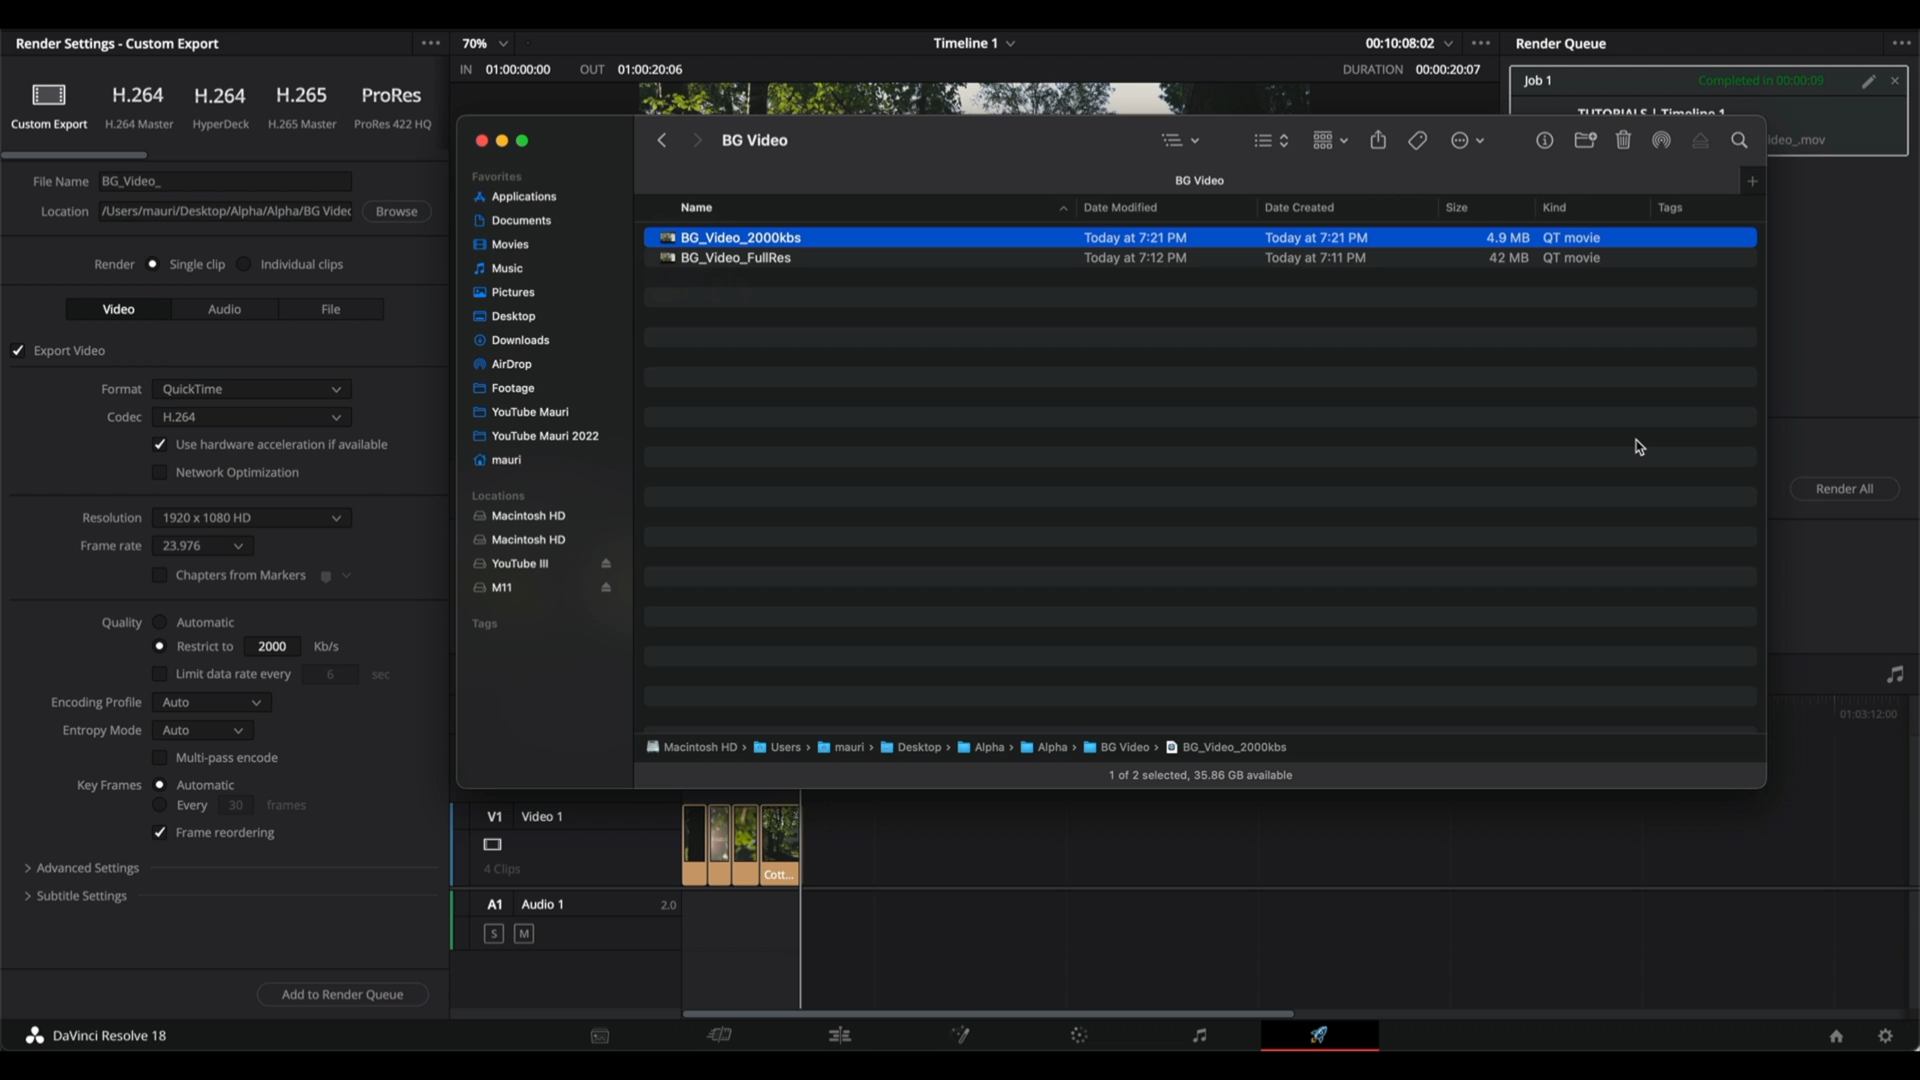 Render Settings - Custom Export
70%
Timeline 1
00:10:08:02
Render Queue
IN 01:00:00:00 OUT 01:00:20:06
DURATION 00:00:20:07
Job 1
Completed in 00:00:09
TUTORIALS | Timeline 1
ideo_.mov
H.264
H.264
H.265
ProRes
Custom Export
H.264 Master
HyperDeck
H.265 Master
ProRes 422 HQ
File Name BG_Video_
Location /Users/mauri/Desktop/Alpha/Alpha/BG Videc
Browse
Render Single clip Individual clips
Video
Audio
File
Export Video
Format QuickTime
Codec H.264
Use hardware acceleration if available
Network Optimization
Resolution 1920 x 1080 HD
Frame rate 23.976
Chapters from Markers
Quality Automatic
Restrict to 2000 Kb/s
Limit data rate every 6 sec
Encoding Profile Auto
Entropy Mode Auto
Multi-pass encode
Key Frames Automatic
Every 30 frames
Frame reordering
Advanced Settings
Subtitle Settings
Add to Render Queue
BG Video
BG Video
Favorites
Applications
Documents
Movies
Music
Pictures
Desktop
Downloads
AirDrop
Footage
YouTube Mauri
YouTube Mauri 2022
mauri
Locations
Macintosh HD
Macintosh HD
YouTube III
M11
Tags
Name Date Modified Date Created Size Kind Tags
BG_Video_2000kbs Today at 7:21 PM Today at 7:21 PM 4.9 MB QT movie
BG_Video_FullRes Today at 7:12 PM Today at 7:11 PM 42 MB QT movie
Macintosh HD › Users › mauri › Desktop › Alpha › Alpha › BG Video › BG_Video_2000kbs
1 of 2 selected, 35.86 GB available
Render All
01:03:12:00
V1 Video 1
4 Clips
Cott...
A1 Audio 1 2.0
S M
DaVinci Resolve 18